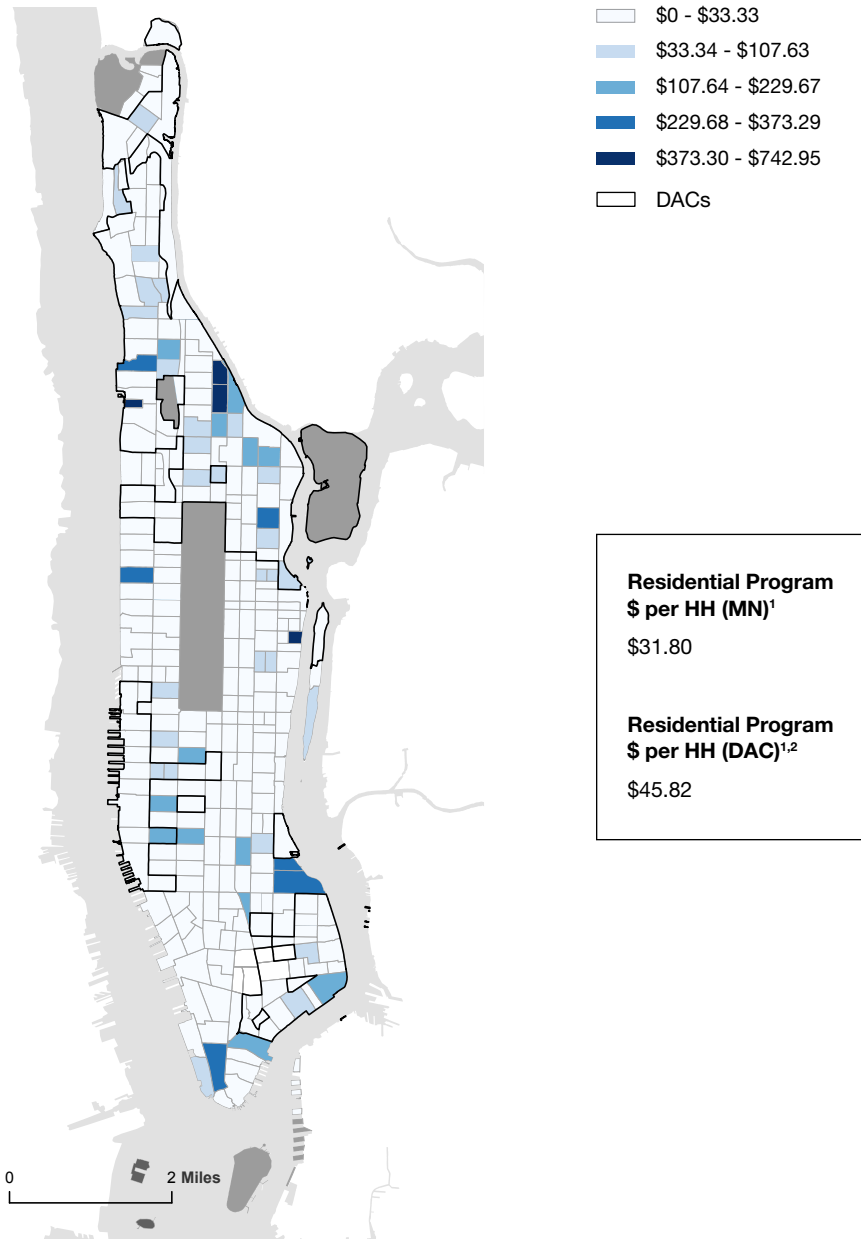 $0 - $33.33
$33.34 - $107.63
$107.64 - $229.67
$229.68 - $373.29
$373.30 - $742.95
DACs
Residential Program
$ per HH (MN)¹
$31.80
Residential Program
$ per HH (DAC)¹,²
$45.82
0 2 Miles